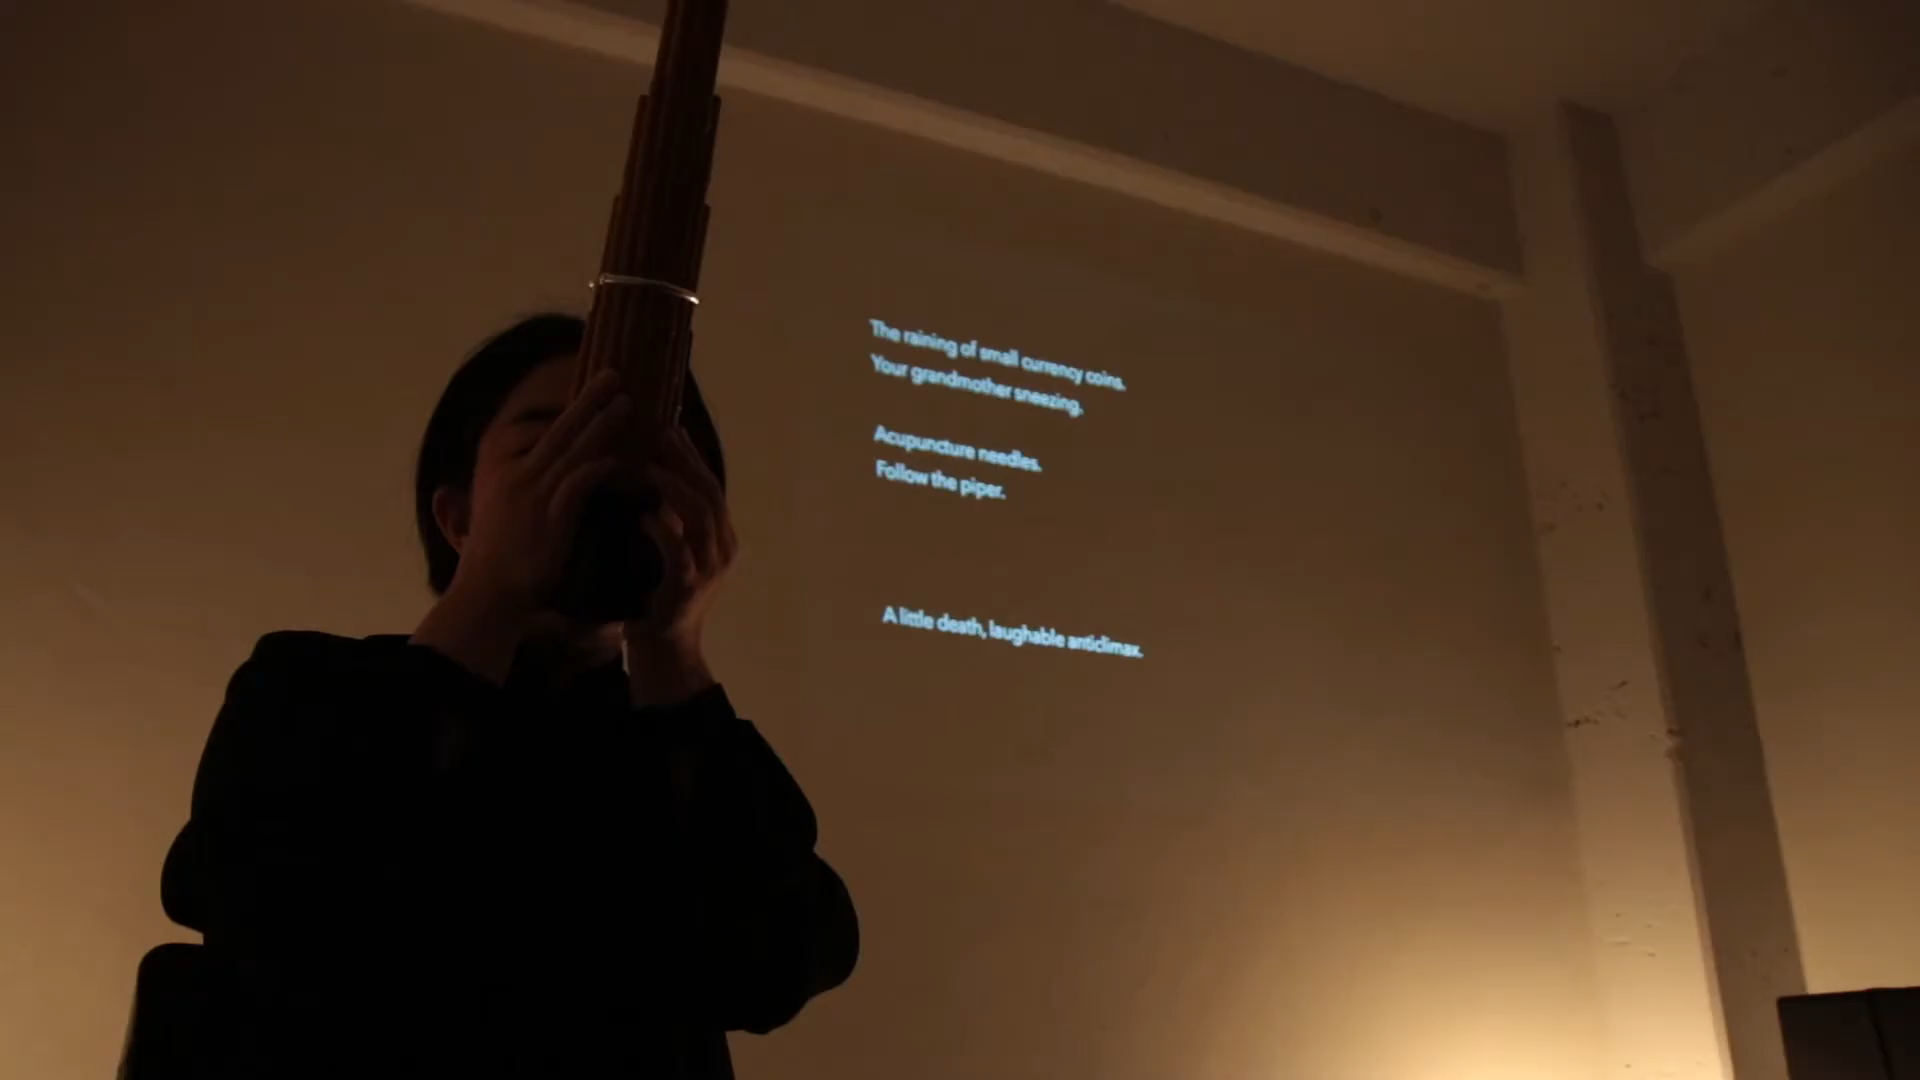 The raining of small currency coins.
Your grandmother sneezing.
Acupuncture needles.
Follow the piper.
A little death, laughable anticlimax.